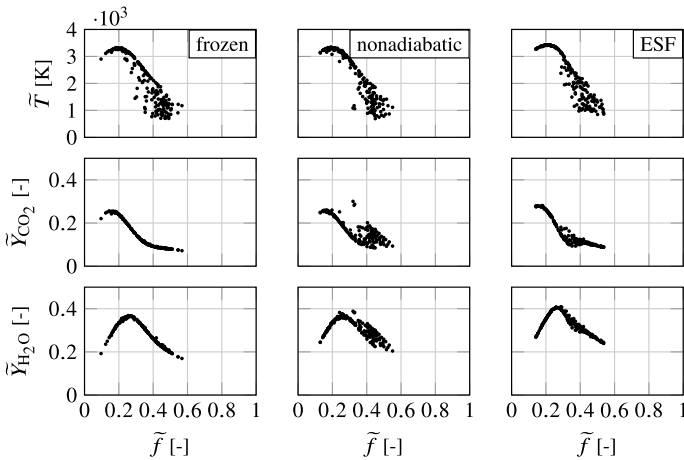 ·10³
4
3
2
1
0
T̃ [K]
frozen
nonadiabatic
ESF
0.4
0.2
0
Ỹ_CO₂ [-]
0.4
0.2
0
Ỹ_H₂O [-]
0 0.2 0.4 0.6 0.8 1
0 0.2 0.4 0.6 0.8 1
0 0.2 0.4 0.6 0.8 1
f̃ [-]
f̃ [-]
f̃ [-]